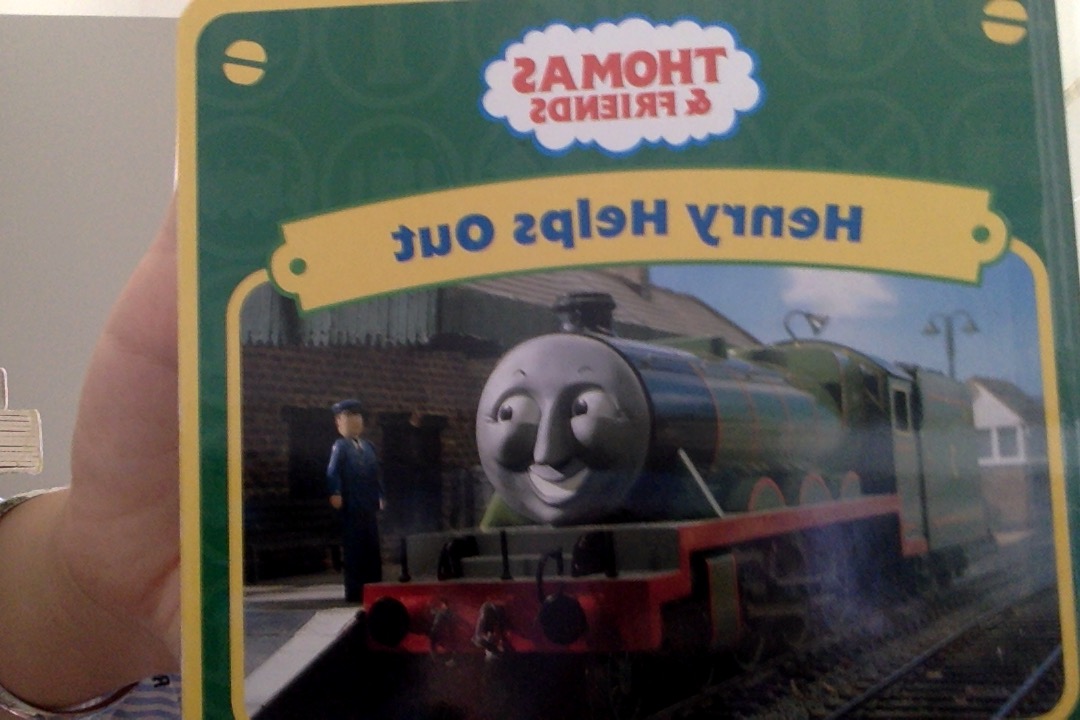 THOMAS
& FRIENDS
Henry Helps Out